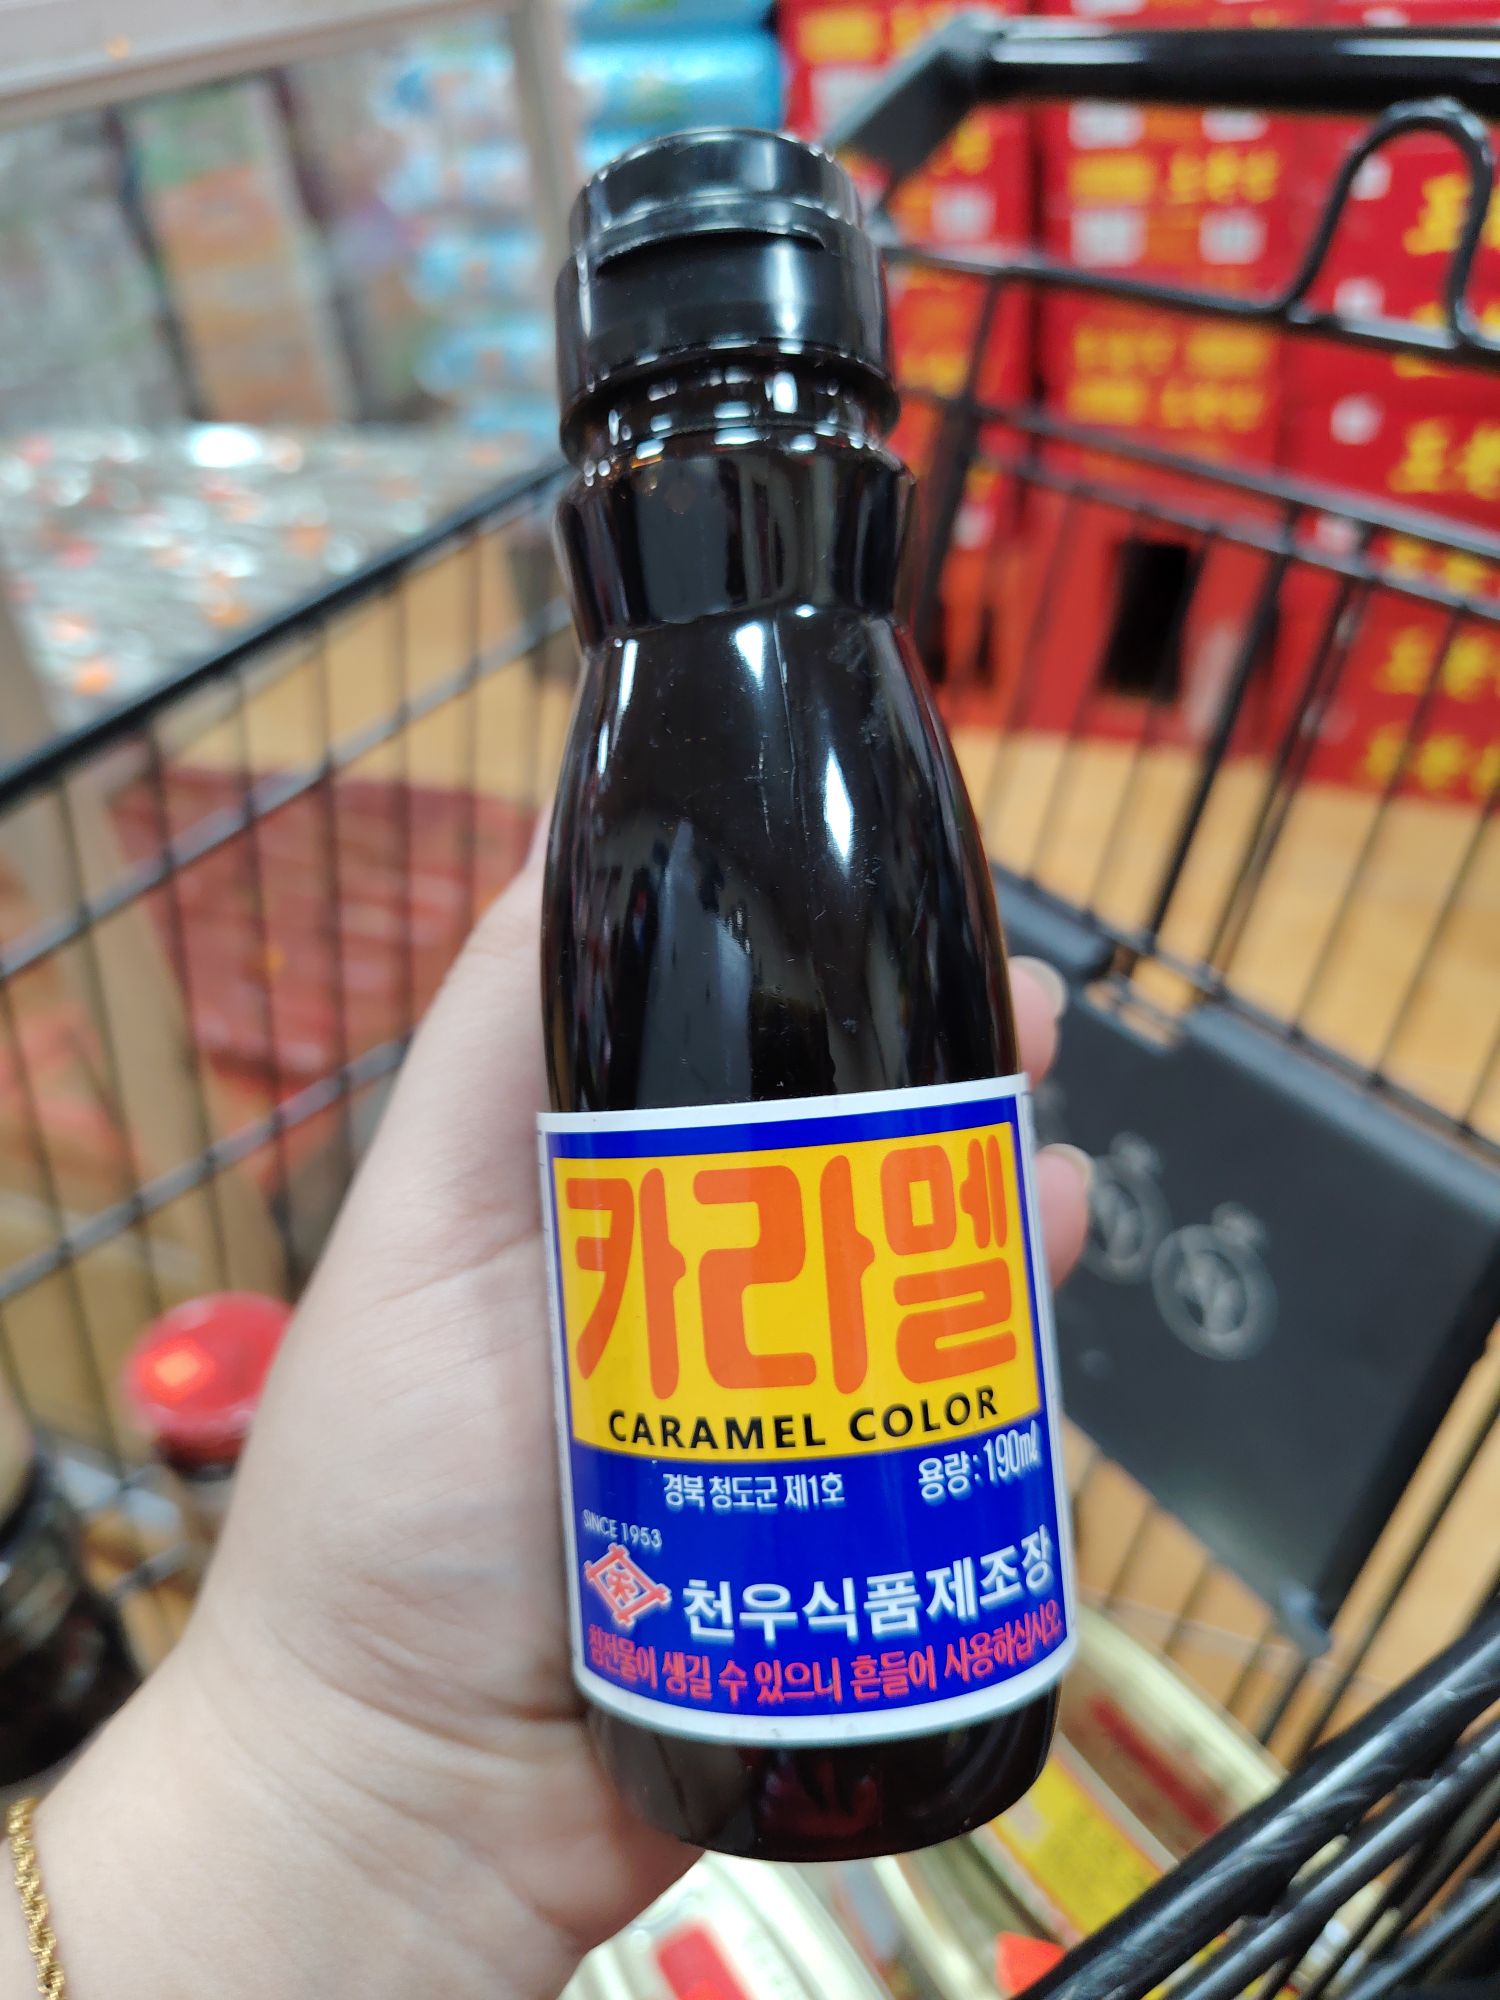 카라멜
CARAMEL COLOR
경북 청도군 제1호
용량: 190㎖
SINCE 1953
천우식품제조장
침전물이 생길 수 있으니 흔들어 사용하십시오.